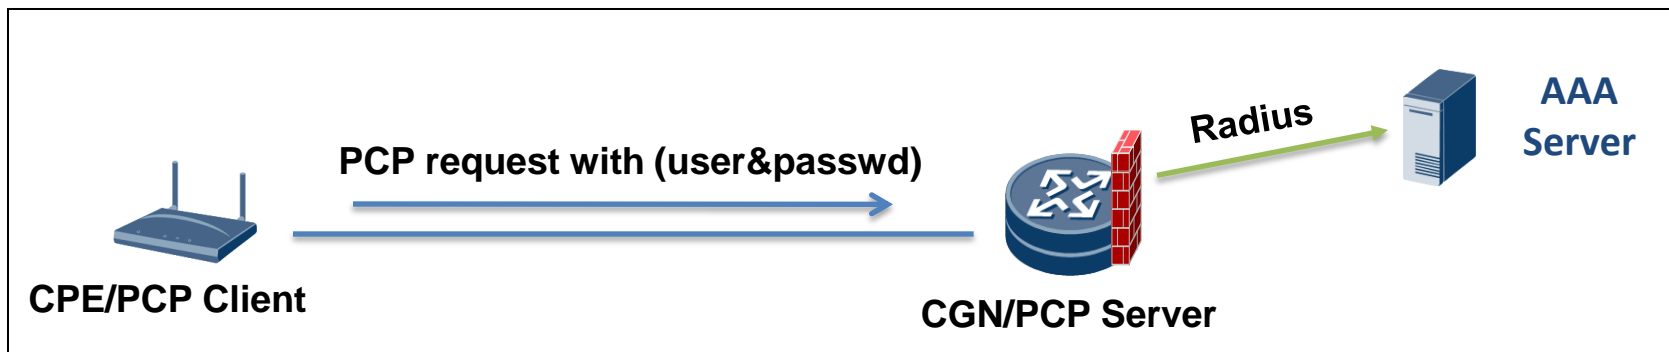 PCP request with (user&passwd)
Radius
AAA
Server
CPE/PCP Client
CGN/PCP Server